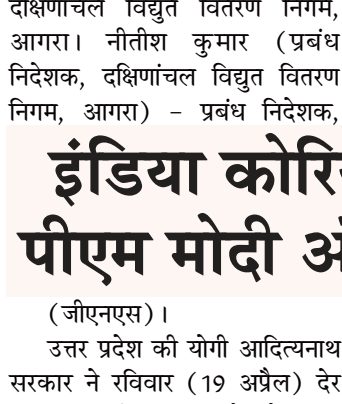 दक्षिणांचल विद्युत वितरण निगम,
आगरा। नीतीश कुमार (प्रबंध
निदेशक, दक्षिणांचल विद्युत वितरण
निगम, आगरा) – प्रबंध निदेशक,
इंडिया
पीएम मोदी
(जीएनएस)।
उत्तर प्रदेश की योगी आदित्यनाथ
सरकार ने रविवार (19 अप्रैल) देर